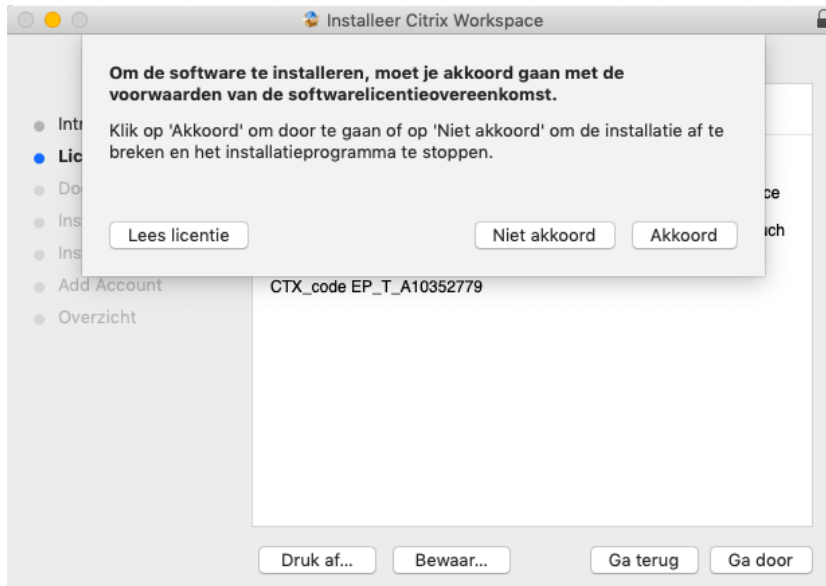 Installeer Citrix Workspace
Om de software te installeren, moet je akkoord gaan met de
voorwaarden van de softwarelicentieovereenkomst.
Klik op 'Akkoord' om door te gaan of op 'Niet akkoord' om de installatie af te
breken en het installatieprogramma te stoppen.
Lees licentie
Niet akkoord
Akkoord
Add Account
Overzicht
CTX_code EP_T_A10352779
Druk af...
Bewaar...
Ga terug
Ga door